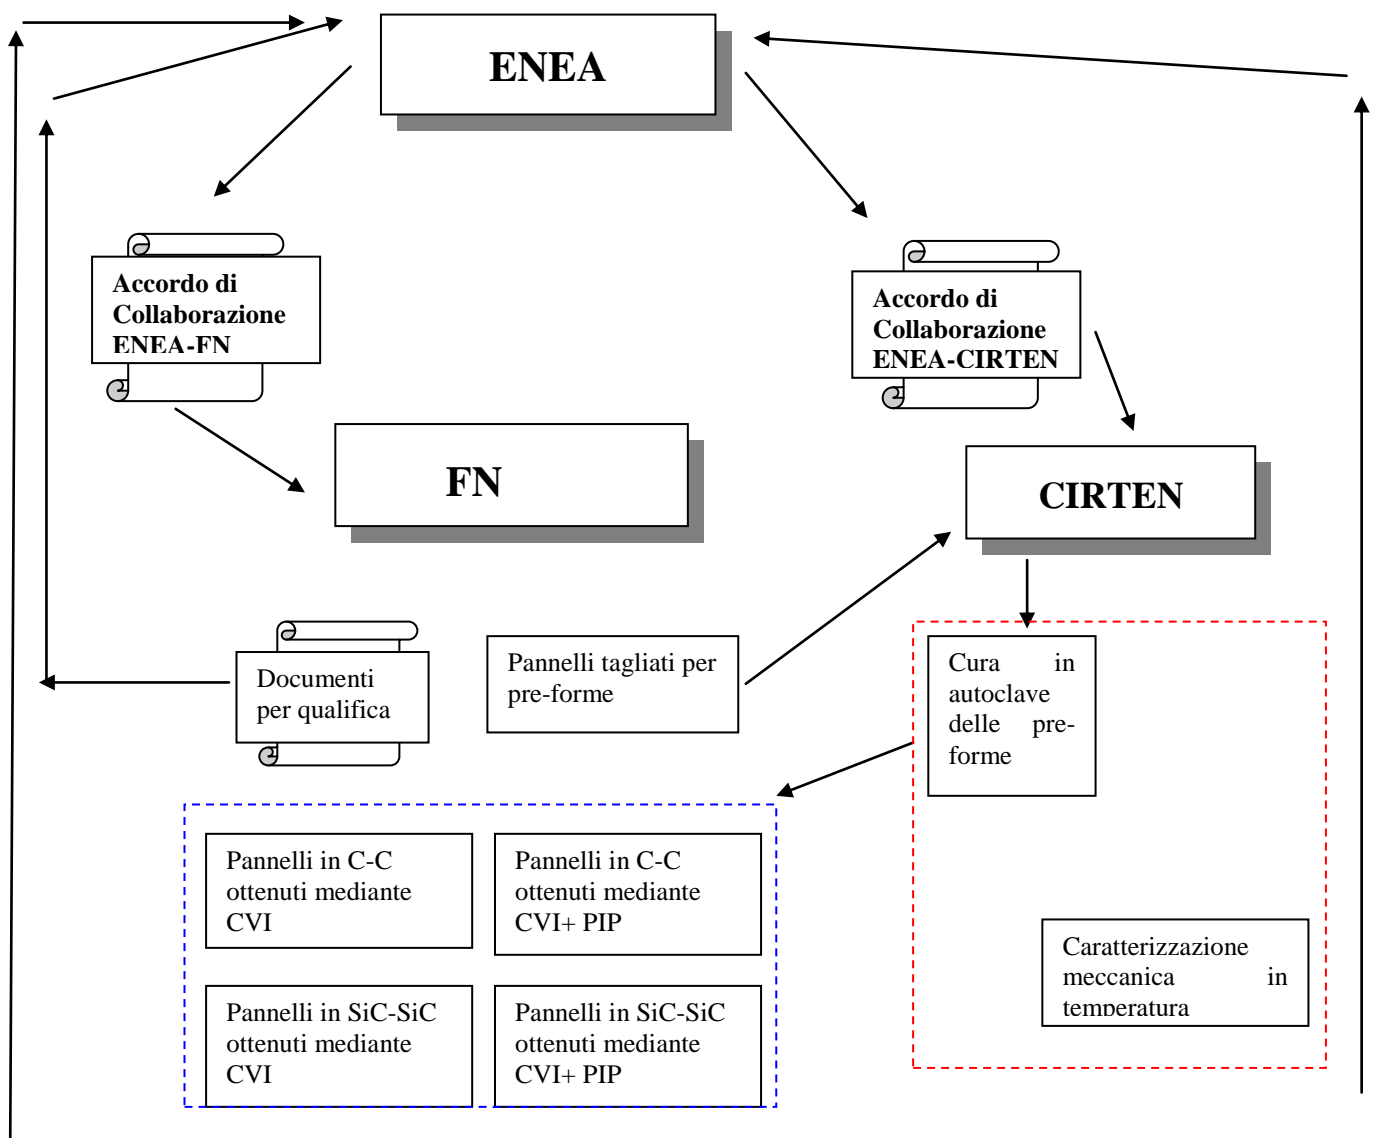 ENEA
Accordo di
Collaborazione
ENEA-FN
Accordo di
Collaborazione
ENEA-CIRTEN
FN
CIRTEN
Documenti
per qualifica
Pannelli tagliati per
pre-forme
Cura in
autoclave
delle pre-
forme
Pannelli in C-C
ottenuti mediante
CVI
Pannelli in C-C
ottenuti mediante
CVI+ PIP
Caratterizzazione
meccanica in
temperatura
Pannelli in SiC-SiC
ottenuti mediante
CVI
Pannelli in SiC-SiC
ottenuti mediante
CVI+ PIP